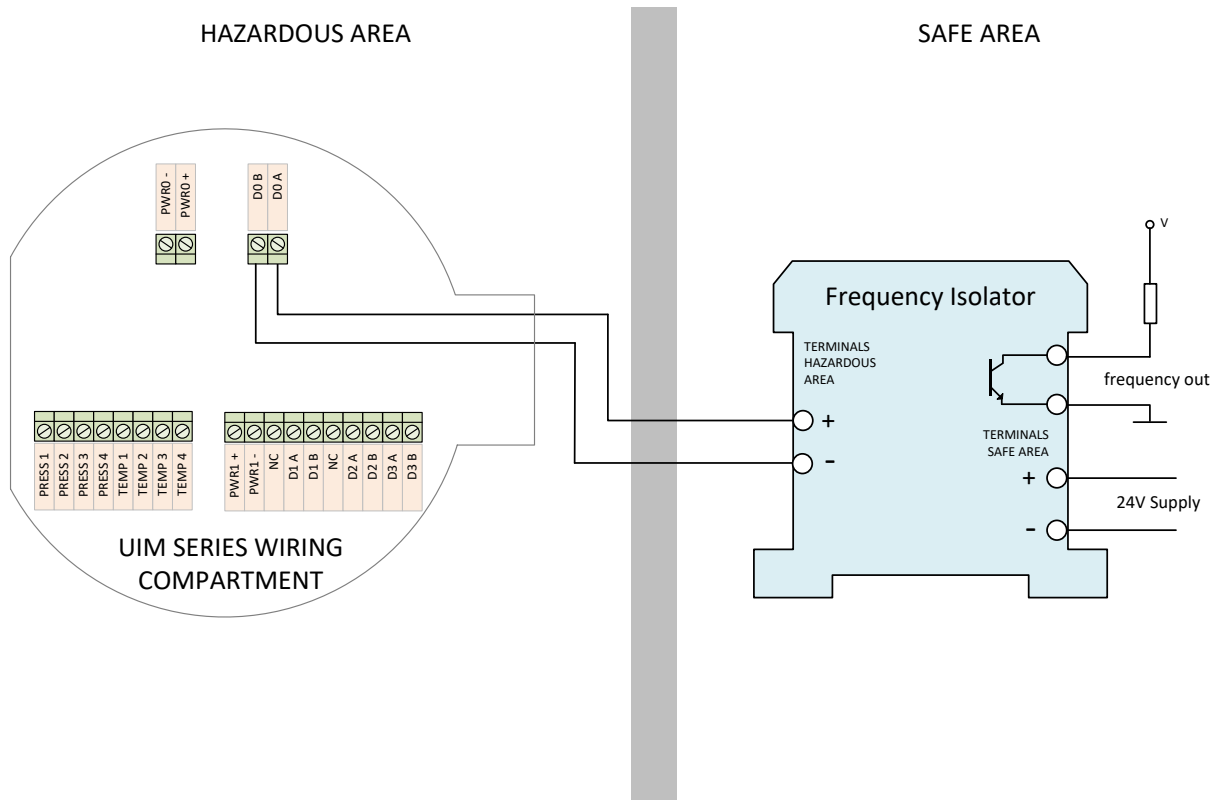 HAZARDOUS AREA
SAFE AREA
PWR0 -
PWR0 +
D0 B
D0 A
V
Frequency Isolator
TERMINALS
HAZARDOUS
AREA
frequency out
+
-
TERMINALS
SAFE AREA
+
24V Supply
-
PRESS 1
PRESS 2
PRESS 3
PRESS 4
TEMP 1
TEMP 2
TEMP 3
TEMP 4
PWR1 +
PWR1 -
NC
D1 A
D1 B
NC
D2 A
D2 B
D3 A
D3 B
UIM SERIES WIRING
COMPARTMENT